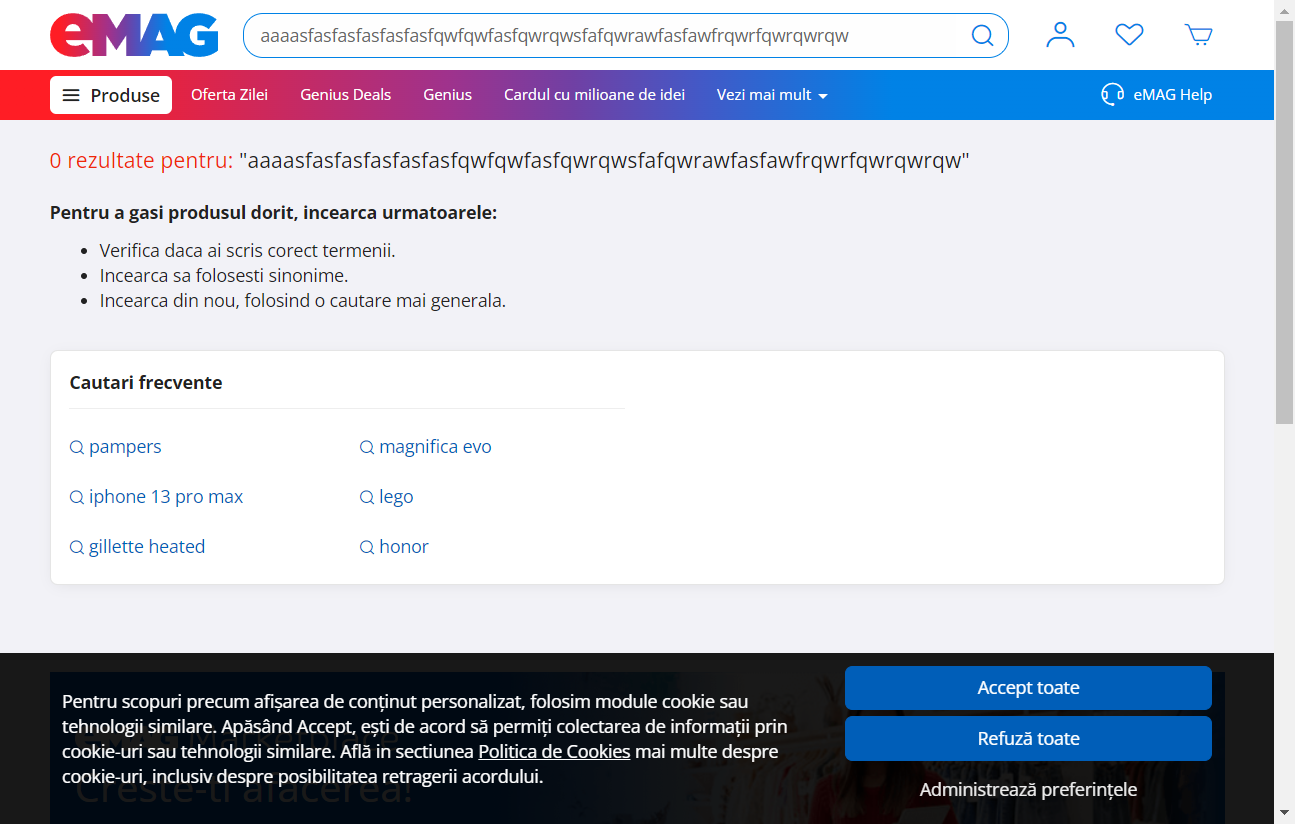 eMAG
aaaasfasfasfasfasfasfqwfqwfasfqwrqwsfafqwrawfasfawfrqwrfqwrqwrqw
Produse Oferta Zilei Genius Deals Genius Cardul cu milioane de idei Vezi mai mult eMAG Help
0 rezultate pentru: "aaaasfasfasfasfasfasfqwfqwfasfqwrqwsfafqwrawfasfawfrqwrfqwrqwrqw"
Pentru a gasi produsul dorit, incearca urmatoarele:
Verifica daca ai scris corect termenii.
Incearca sa folosesti sinonime.
Incearca din nou, folosind o cautare mai generala.
Cautari frecvente
pampers magnifica evo
iphone 13 pro max lego
gillette heated honor
Pentru scopuri precum afișarea de conținut personalizat, folosim module cookie sau
tehnologii similare. Apăsând Accept, ești de acord să permiți colectarea de informații prin
cookie-uri sau tehnologii similare. Află in sectiunea Politica de Cookies mai multe despre
cookie-uri, inclusiv despre posibilitatea retragerii acordului.
Accept toate
Refuză toate
Administrează preferințele
eMAG Marketplace
Creste-ti afacerea!